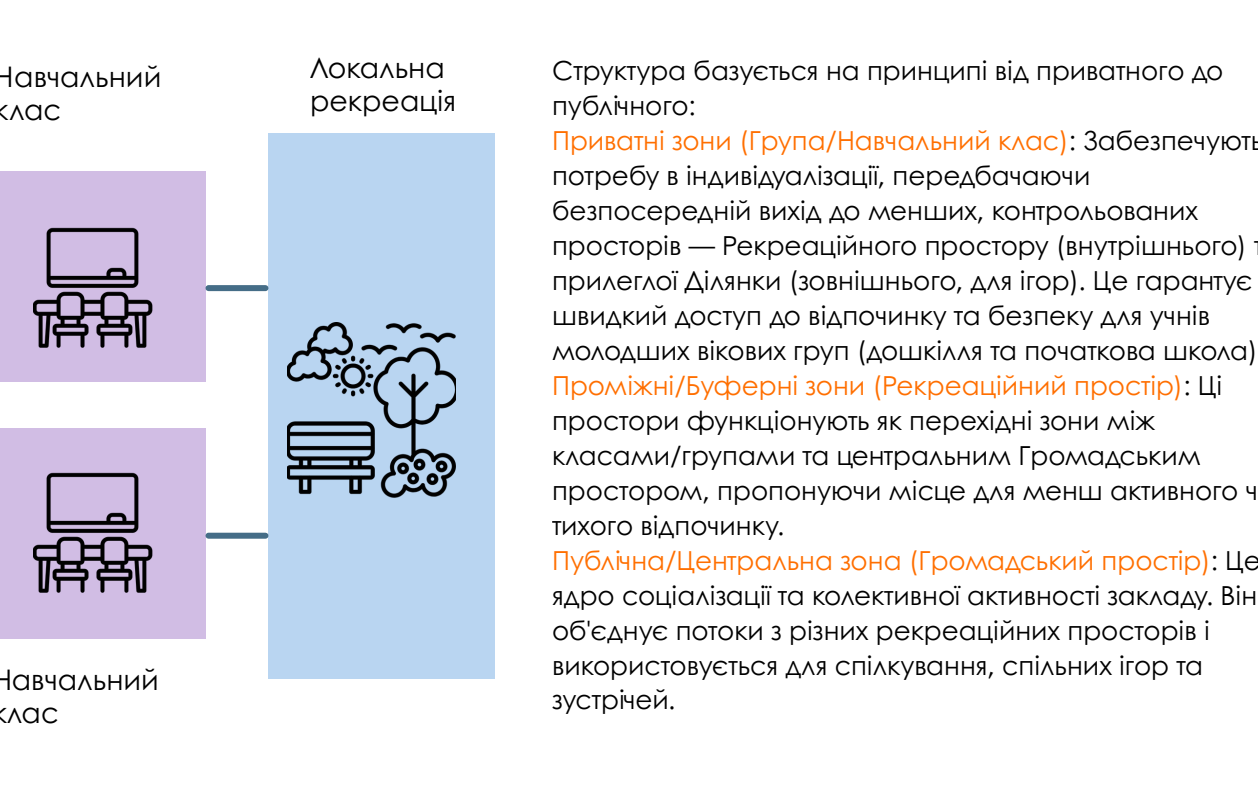 Навчальний
клас
Локальна
рекреація
Навчальний
клас
Структура базується на принципі від приватного до
публічного:
Приватні зони (Група/Навчальний клас): Забезпечують
потребу в індивідуалізації, передбачаючи
безпосередній вихід до менших, контрольованих
просторів — Рекреаційного простору (внутрішнього)
прилеглої Ділянки (зовнішнього, для ігор). Це гарантує
швидкий доступ до відпочинку та безпеку для учнів
молодших вікових груп (дошкілля та початкова школа)
Проміжні/Буферні зони (Рекреаційний простір): Ці
простори функціонують як перехідні зони між
класами/групами та центральним Громадським
простором, пропонуючи місце для менш активного
тихого відпочинку.
Публічна/Центральна зона (Громадський простір): Це
ядро соціалізації та колективної активності закладу. Він
об'єднує потоки з різних рекреаційних просторів і
використовується для спілкування, спільних ігор та
зустрічей.